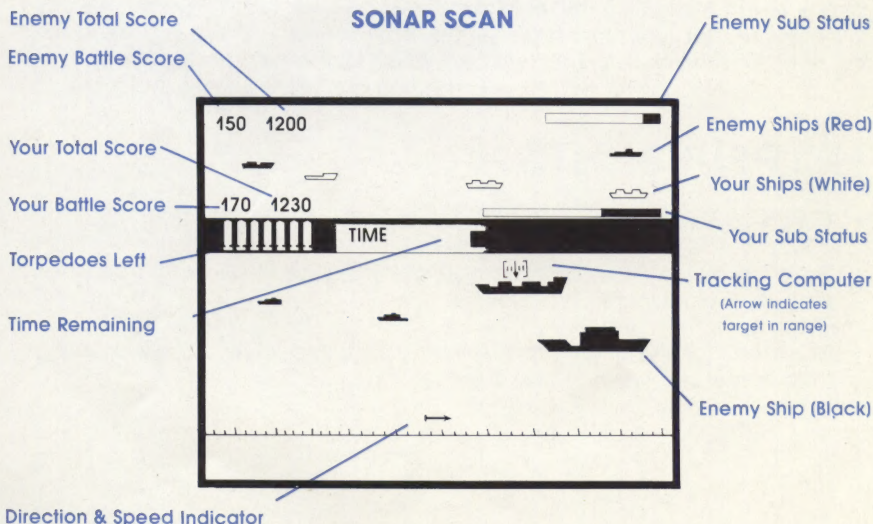 SONAR SCAN
Enemy Total Score
Enemy Battle Score
Your Total Score
Your Battle Score
Torpedoes Left
Time Remaining
Direction & Speed Indicator
150 1200
170 1230
TIME
Enemy Sub Status
Enemy Ships (Red)
Your Ships (White)
Your Sub Status
Tracking Computer
(Arrow indicates
target in range)
Enemy Ship (Black)